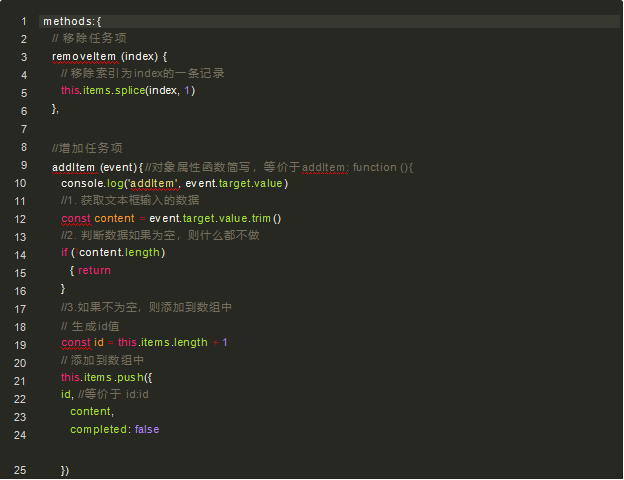 1 methods:{
2 // 移除任务项
3 removeItem (index) {
4 // 移除索引为index的一条记录
5 this.items.splice(index, 1)
6 },
7
8 //增加任务项
9 addItem (event) { //对象属性函数简写，等价于addItem: function (){
10 console.log('addItem', event.target.value)
11 //1. 获取文本框输入的数据
12 const content = event.target.value.trim()
13 //2. 判断数据如果为空，则什么都不做
14 if (!content.length)
15 { return
16 }
17 //3.如果不为空，则添加到数组中
18 // 生成id值
19 const id = this.items.length + 1
20 // 添加到数组中
21 this.items.push({
22 id, //等价于 id:id
23 content,
24 completed: false
25 })